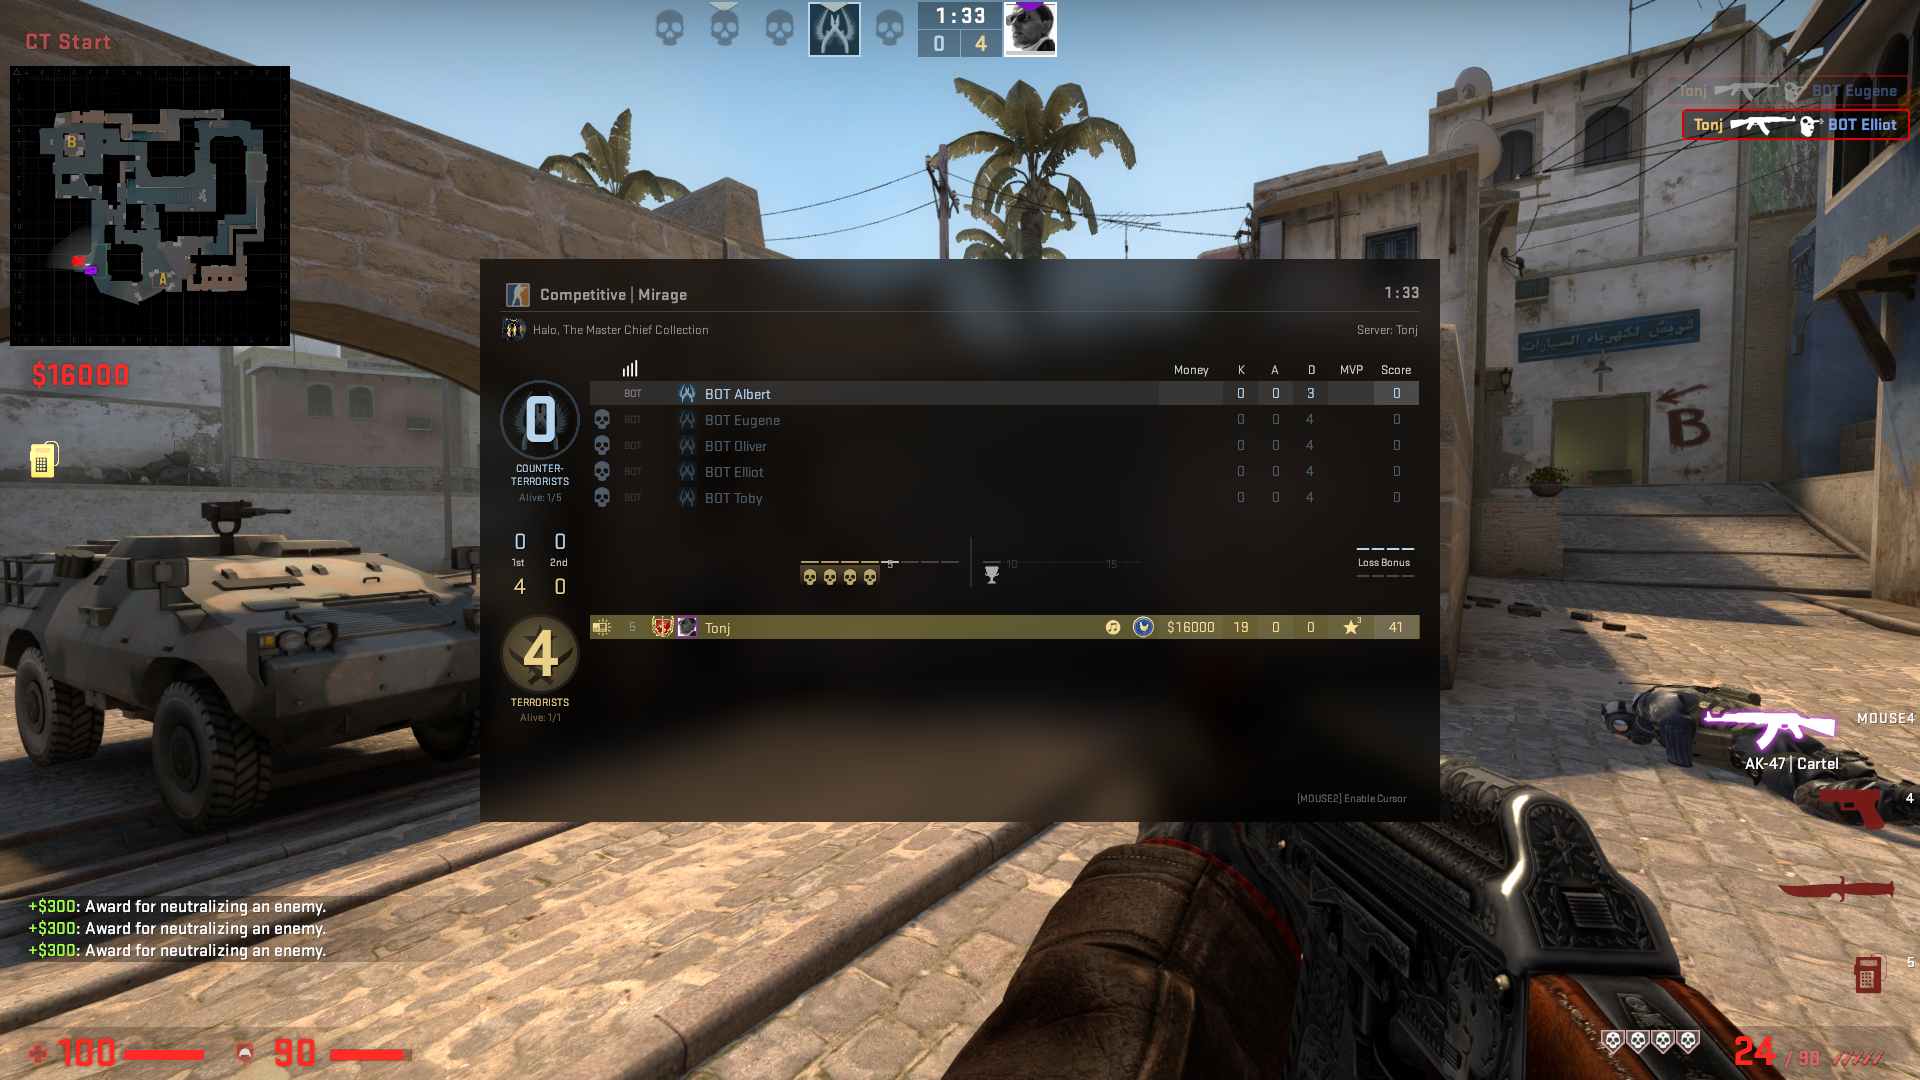 1:33
0 4
CT Start
B
A
$16000
Tonj BOT Eugene
Tonj BOT Elliot
Competitive | Mirage 1:33
Halo, The Master Chief Collection Server: Tonj
Money K A D MVP Score
BOT BOT Albert 0 0 3 0
BOT BOT Eugene 0 0 4 0
BOT BOT Oliver 0 0 4 0
BOT BOT Elliot 0 0 4 0
BOT BOT Toby 0 0 4 0
0
COUNTER-
TERRORISTS
Alive: 1/5
0 0
1st 2nd
4 0
5 10 15
Loss Bonus
4
TERRORISTS
Alive: 1/1
5 Tonj $16000 19 0 0 3 41
[MOUSE2] Enable Cursor
فريش لكهرباء السيارات
B
MOUSE4
AK-47 | Cartel
4
5
+$300: Award for neutralizing an enemy.
+$300: Award for neutralizing an enemy.
+$300: Award for neutralizing an enemy.
100 90
24 / 90